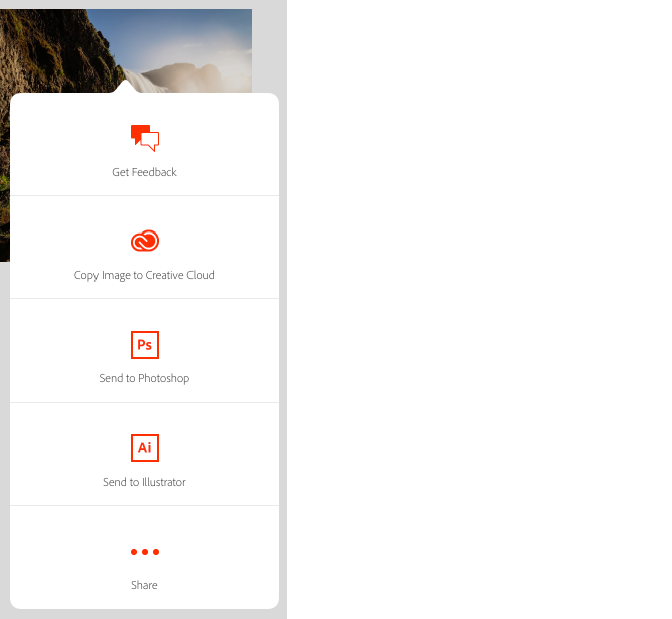 Get Feedback
Copy Image to Creative Cloud
Ps
Send to Photoshop
Ai
Send to Illustrator
Share